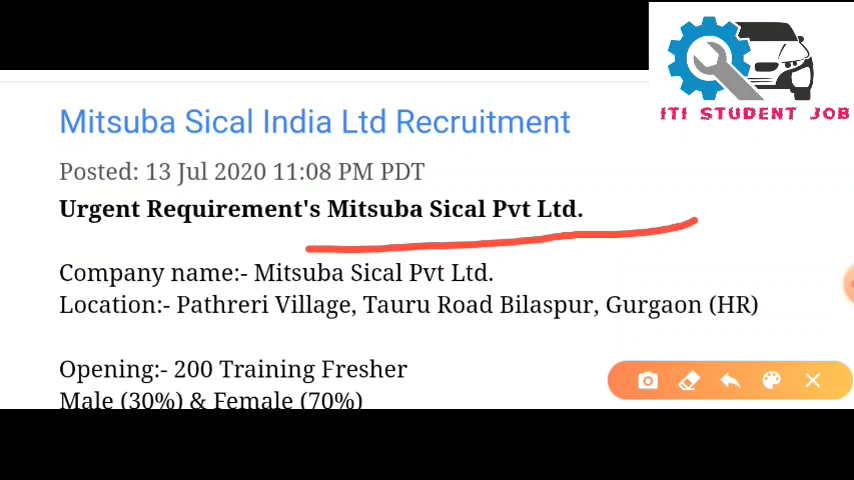 ITI STUDENT JOB
Mitsuba Sical India Ltd Recruitment
Posted: 13 Jul 2020 11:08 PM PDT
Urgent Requirement's Mitsuba Sical Pvt Ltd.
Company name:- Mitsuba Sical Pvt Ltd.
Location:- Pathreri Village, Tauru Road Bilaspur, Gurgaon (HR)
Opening:- 200 Training Fresher
Male (30%) & Female (70%)